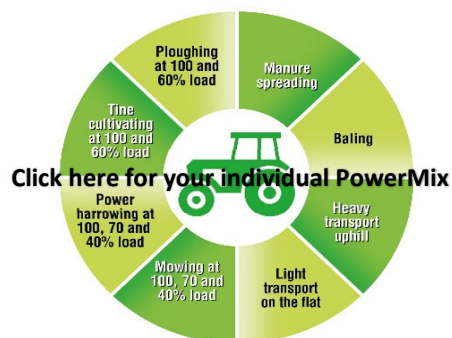 Ploughing
at 100 and
60% load
Manure
spreading
Tine
cultivating
at 100 and
60% load
Baling
Click here for your individual PowerMix
Power
harrowing at
100, 70 and
40% load
Heavy
transport
uphill
Mowing at
100, 70 and
40% load
Light
transport
on the flat